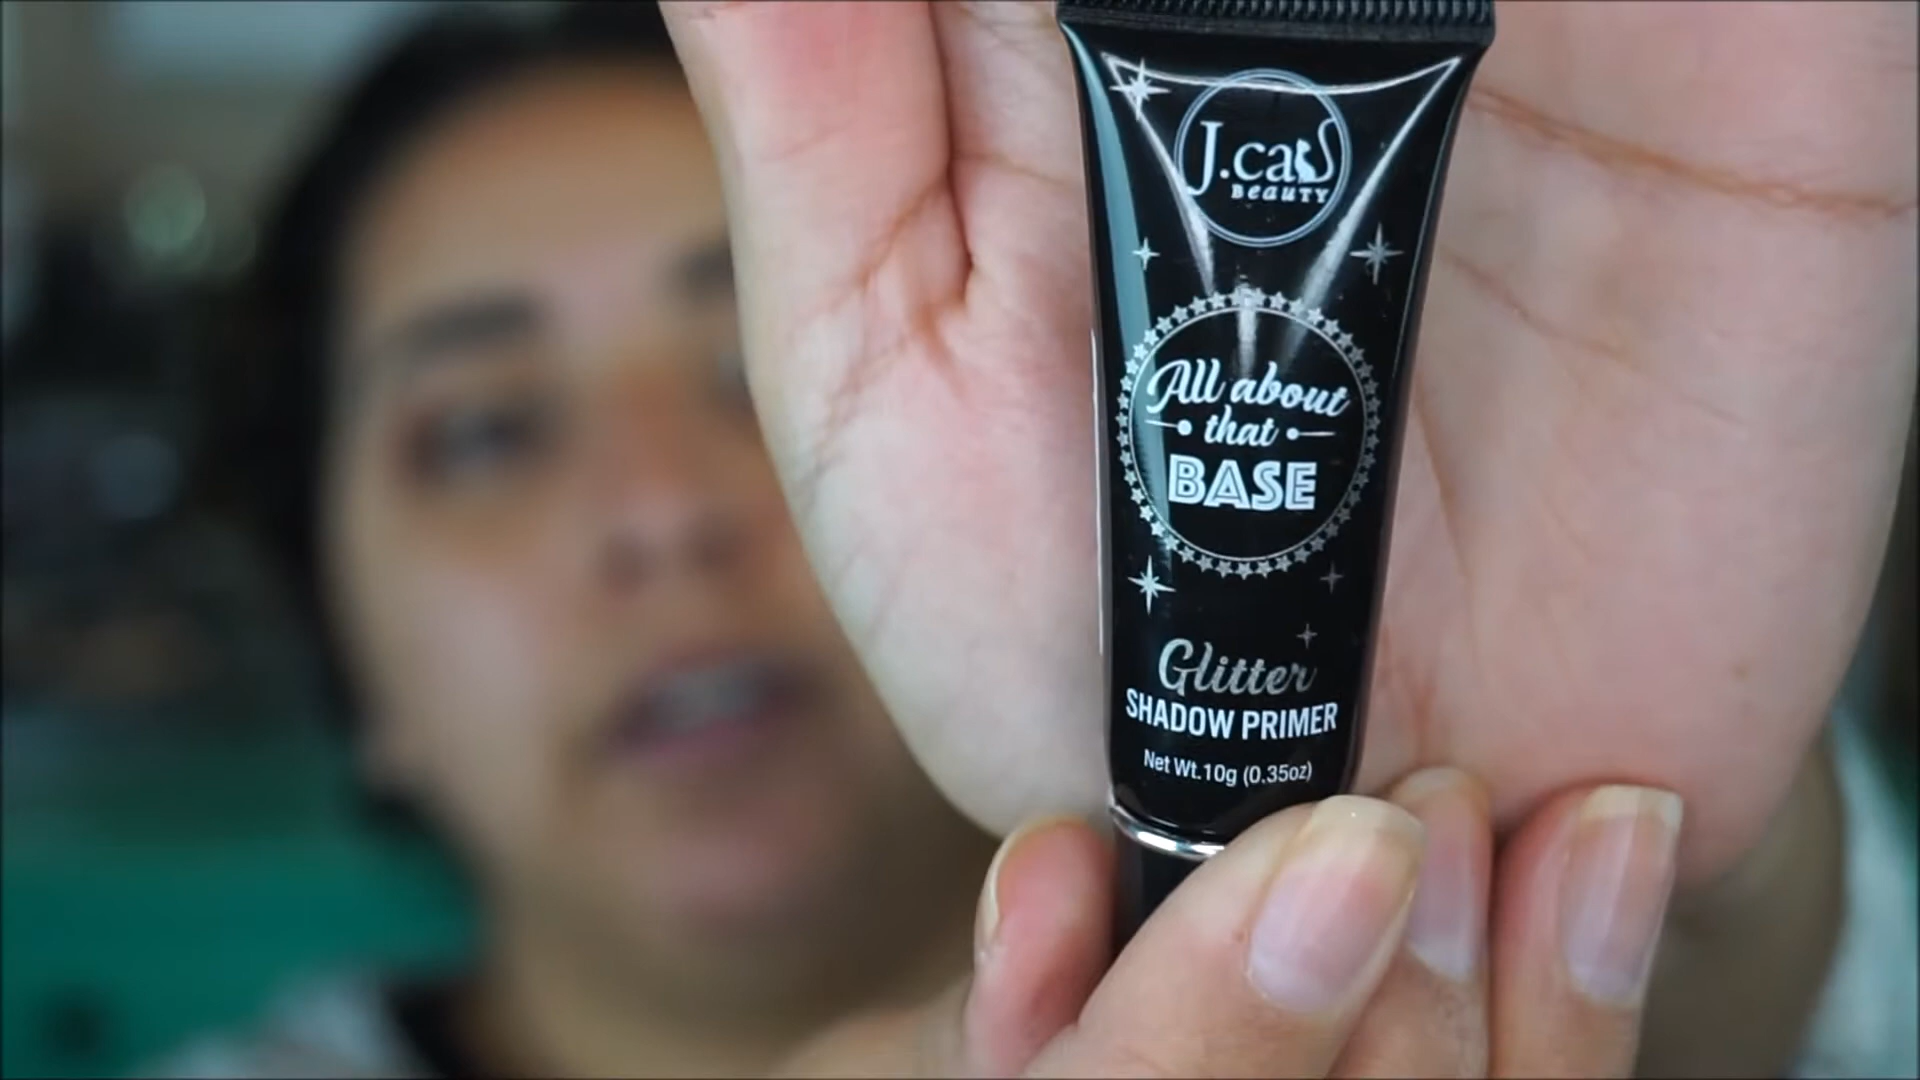 J.Cat
BeauTY
All about
that
BASE
Glitter
SHADOW PRIMER
Net Wt.10g (0.35oz)